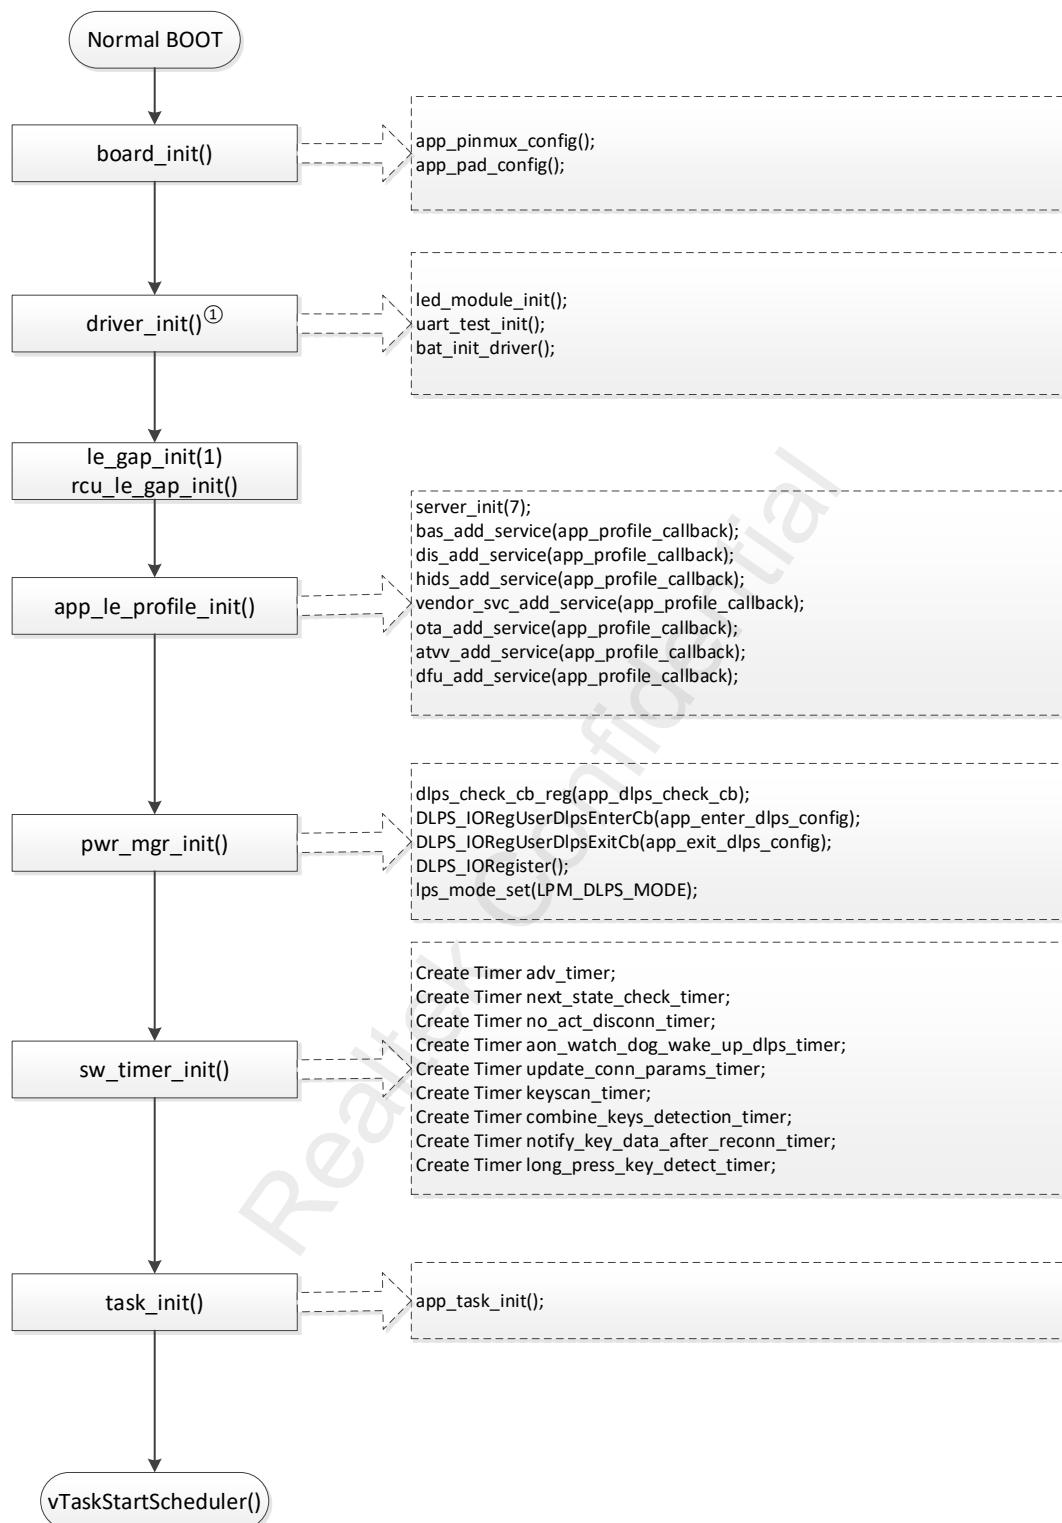 Normal BOOT
board_init()
app_pinmux_config();
app_pad_config();
driver_init()①
led_module_init();
uart_test_init();
bat_init_driver();
le_gap_init(1)
rcu_le_gap_init()
app_le_profile_init()
server_init(7);
bas_add_service(app_profile_callback);
dis_add_service(app_profile_callback);
hids_add_service(app_profile_callback);
vendor_svc_add_service(app_profile_callback);
ota_add_service(app_profile_callback);
atvv_add_service(app_profile_callback);
dfu_add_service(app_profile_callback);
pwr_mgr_init()
dlps_check_cb_reg(app_dlps_check_cb);
DLPS_IORegUserDlpsEnterCb(app_enter_dlps_config);
DLPS_IORegUserDlpsExitCb(app_exit_dlps_config);
DLPS_IORegister();
lps_mode_set(LPM_DLPS_MODE);
sw_timer_init()
Create Timer adv_timer;
Create Timer next_state_check_timer;
Create Timer no_act_disconn_timer;
Create Timer aon_watch_dog_wake_up_dlps_timer;
Create Timer update_conn_params_timer;
Create Timer keyscan_timer;
Create Timer combine_keys_detection_timer;
Create Timer notify_key_data_after_reconn_timer;
Create Timer long_press_key_detect_timer;
task_init()
app_task_init();
vTaskStartScheduler()
Realtek Confidential